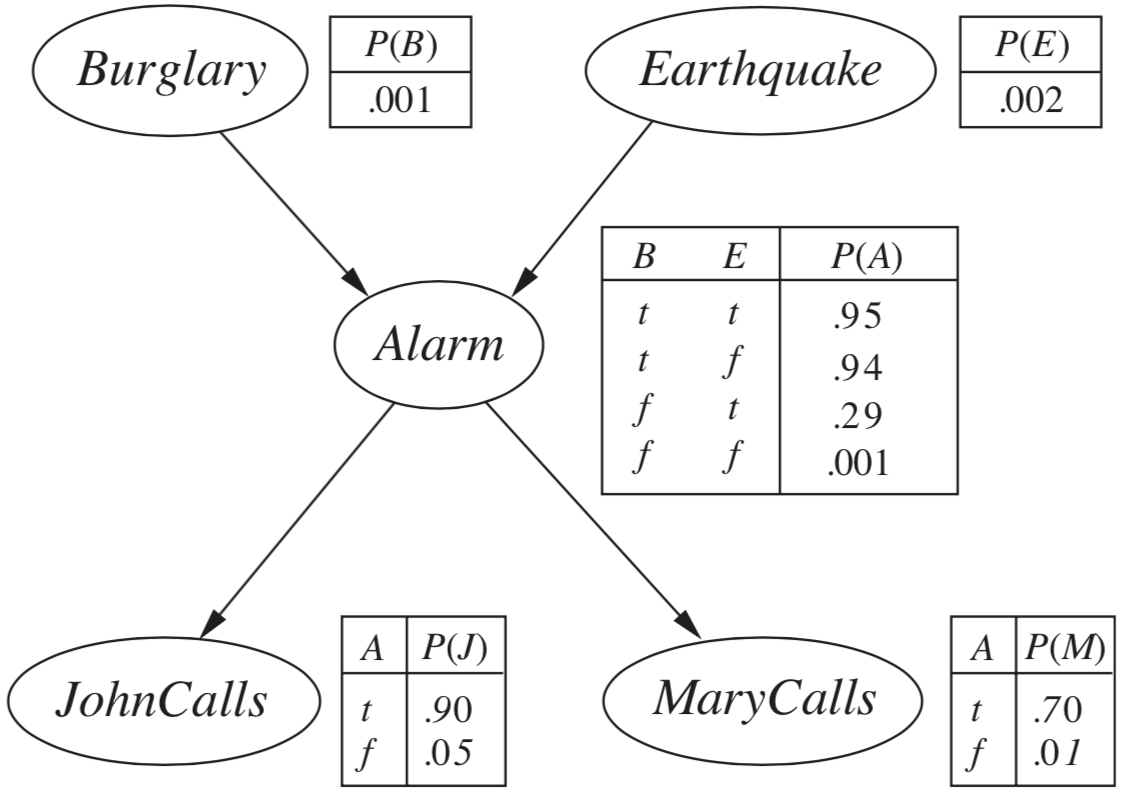 Burglary
P(B)
.001
Earthquake
P(E)
.002
B E P(A)
t t .95
t f .94
f t .29
f f .001
Alarm
JohnCalls
A P(J)
t .90
f .05
MaryCalls
A P(M)
t .70
f .01